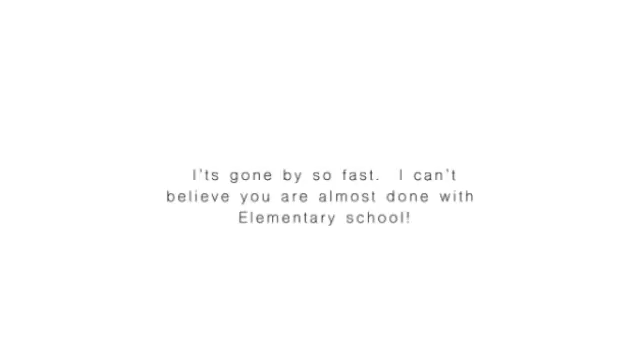 I'ts gone by so fast.  I can't
believe you are almost done with
Elementary school!